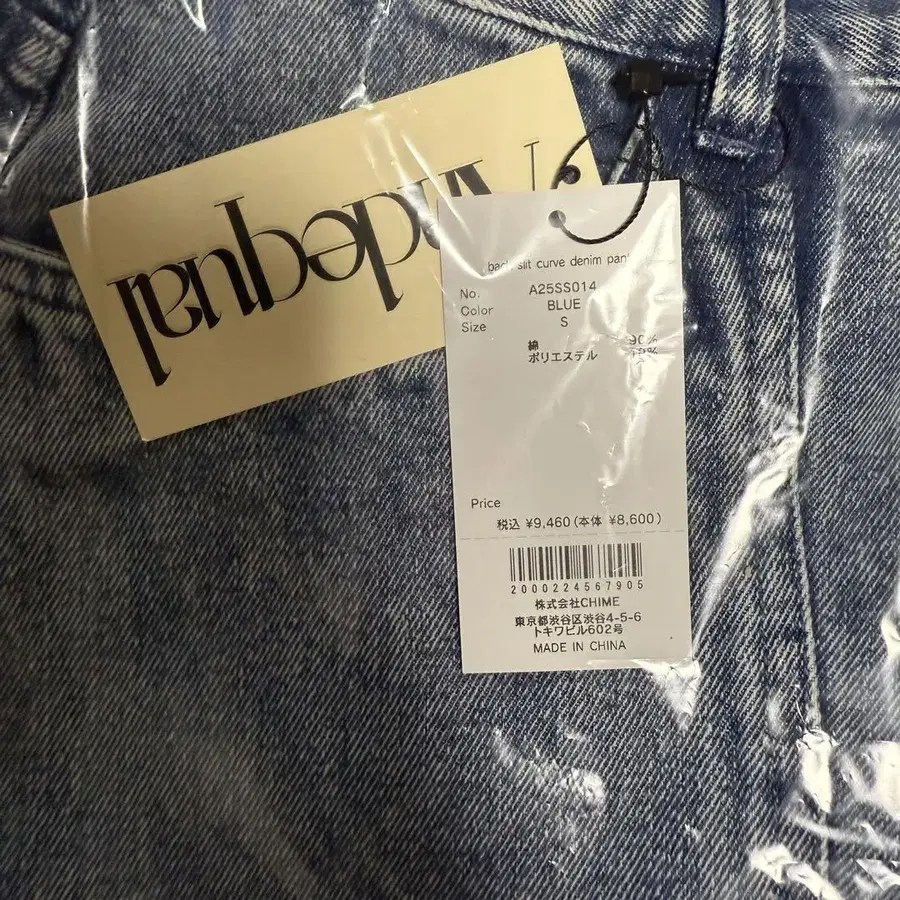 Andequal
back slit curve denim pants
No. A25SS014
Color BLUE
Size S
綿 90%
ポリエステル 10%
Price
税込 ¥9,460(本体 ¥8,600)
2000224567905
株式会社CHIME
東京都渋谷区渋谷4-5-6
トキワビル602号
MADE IN CHINA